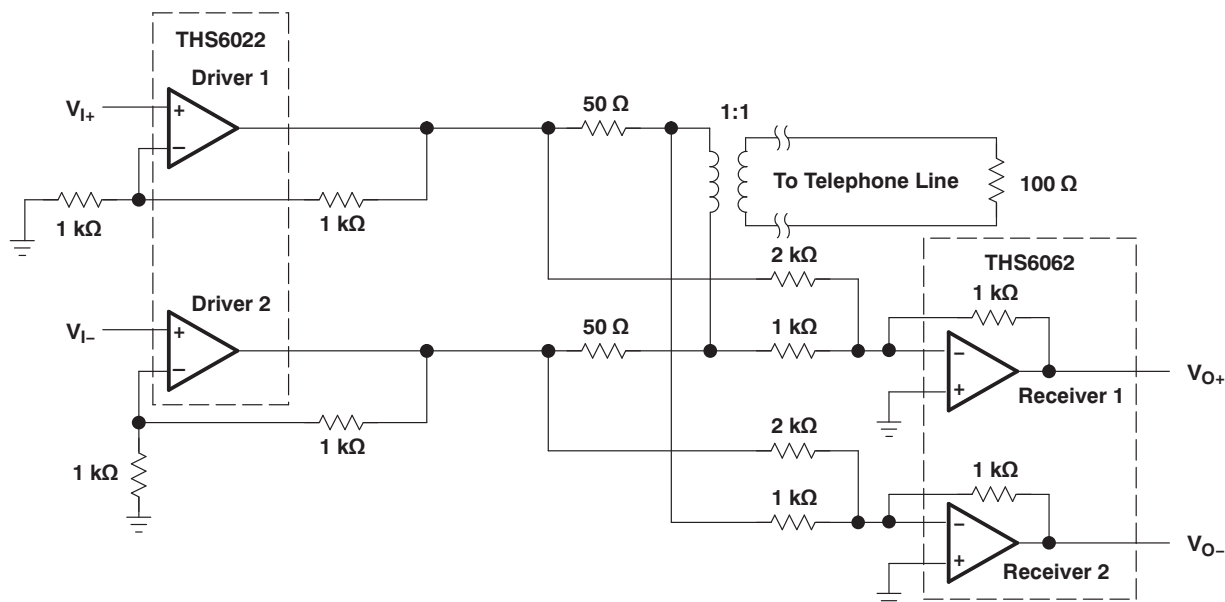 THS6022
Driver 1
V_I+
+
−
1 kΩ
1 kΩ
50 Ω
1:1
To Telephone Line
100 Ω
Driver 2
V_I−
+
−
1 kΩ
1 kΩ
50 Ω
2 kΩ
1 kΩ
THS6062
1 kΩ
−
+
Receiver 1
V_O+
2 kΩ
1 kΩ
1 kΩ
−
+
Receiver 2
V_O−